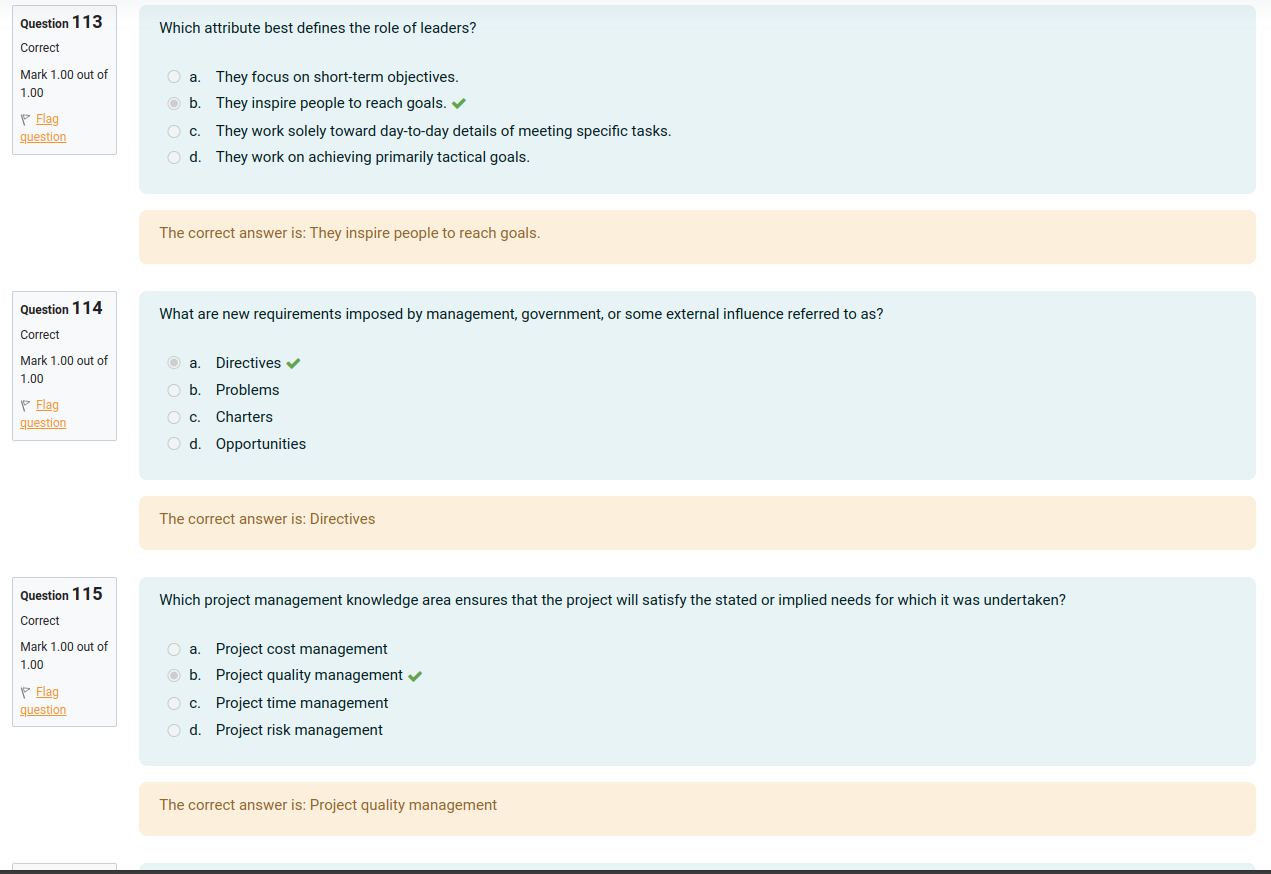 Question 113
Correct
Mark 1.00 out of
1.00
Flag
question
Which attribute best defines the role of leaders?
a. They focus on short-term objectives.
b. They inspire people to reach goals.
c. They work solely toward day-to-day details of meeting specific tasks.
d. They work on achieving primarily tactical goals.
The correct answer is: They inspire people to reach goals.
Question 114
Correct
Mark 1.00 out of
1.00
Flag
question
What are new requirements imposed by management, government, or some external influence referred to as?
a. Directives
b. Problems
c. Charters
d. Opportunities
The correct answer is: Directives
Question 115
Correct
Mark 1.00 out of
1.00
Flag
question
Which project management knowledge area ensures that the project will satisfy the stated or implied needs for which it was undertaken?
a. Project cost management
b. Project quality management
c. Project time management
d. Project risk management
The correct answer is: Project quality management